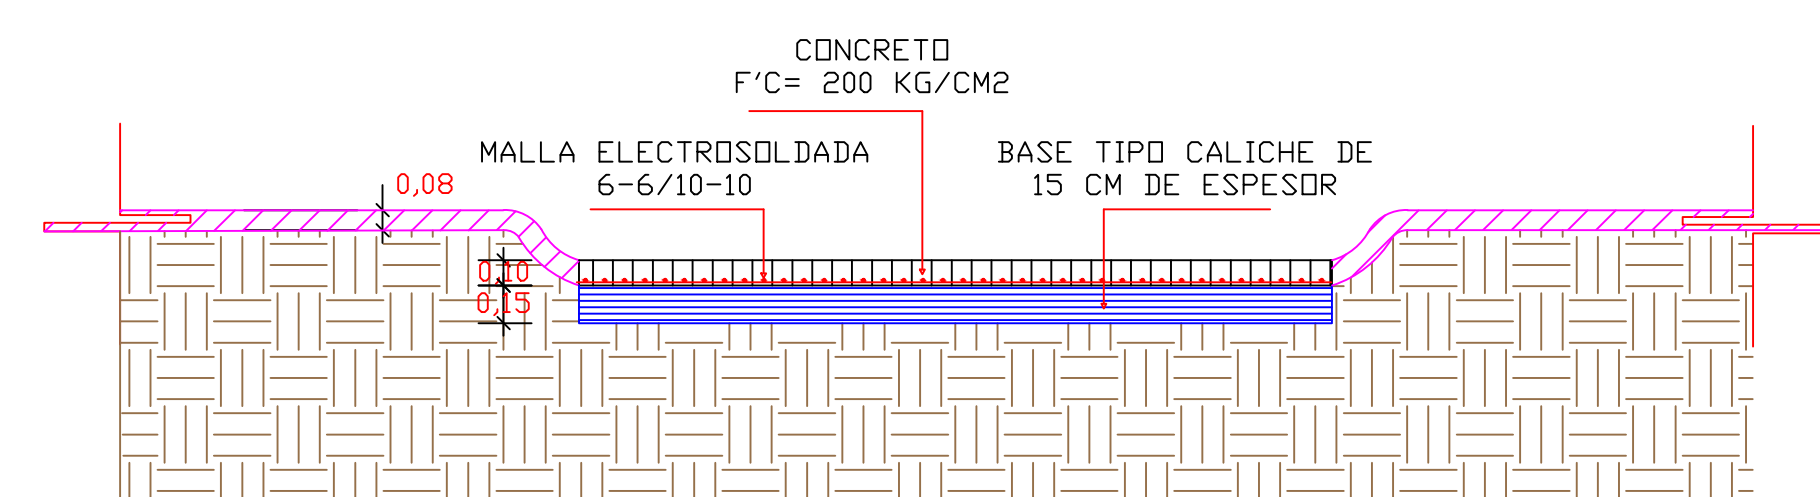 CONCRETO
F'C= 200 KG/CM2
MALLA ELECTROSOLDADA
6-6/10-10
BASE TIPO CALICHE DE
15 CM DE ESPESOR
0,08
0,10
0,15